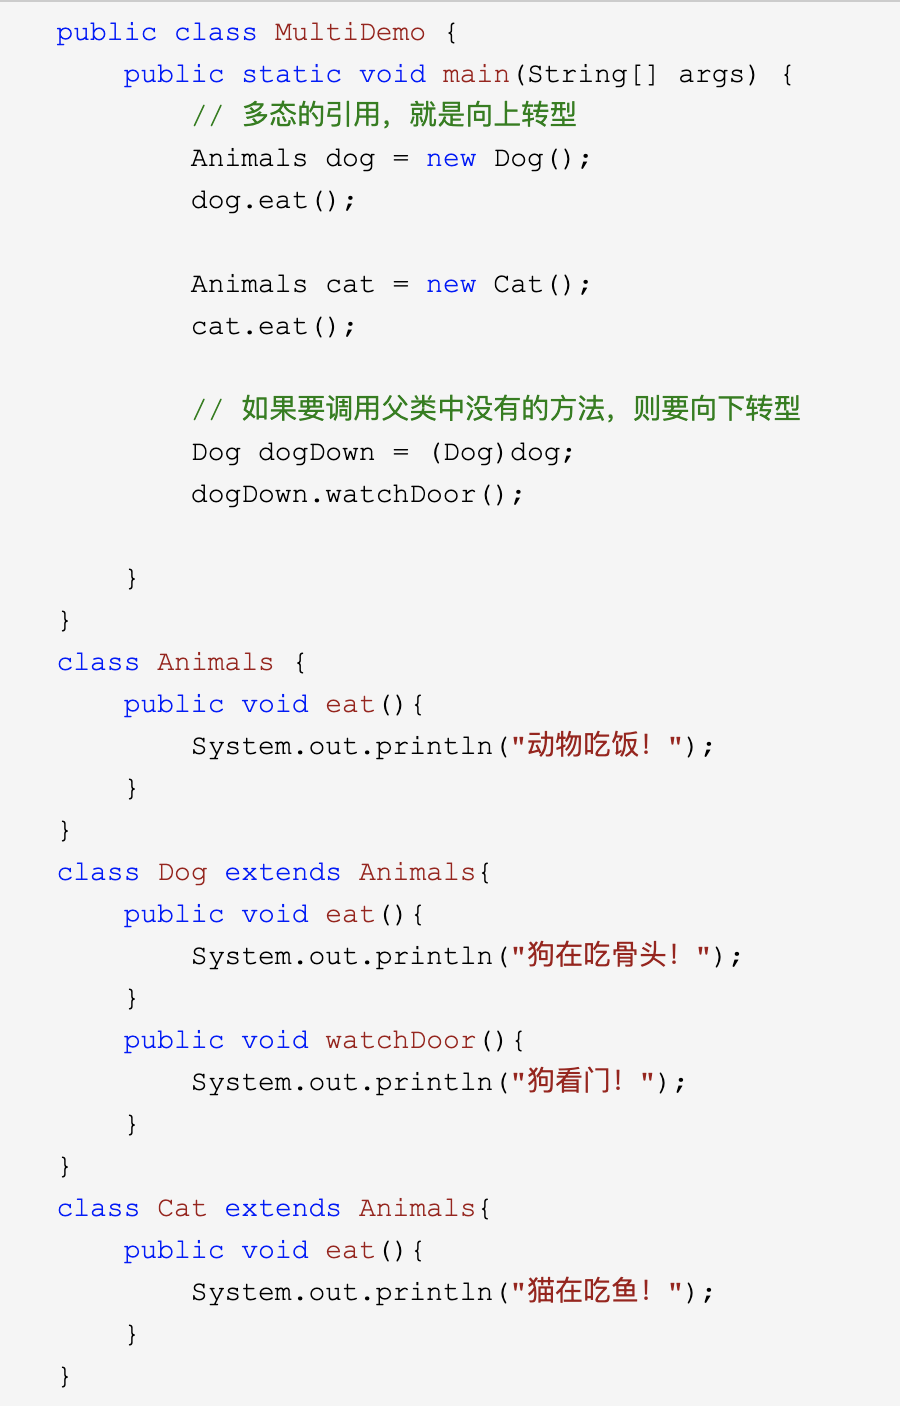 public class MultiDemo {
    public static void main(String[] args) {
        // 多态的引用，就是向上转型
        Animals dog = new Dog();
        dog.eat();

        Animals cat = new Cat();
        cat.eat();

        // 如果要调用父类中没有的方法，则要向下转型
        Dog dogDown = (Dog)dog;
        dogDown.watchDoor();

    }
}
class Animals {
    public void eat(){
        System.out.println("动物吃饭！");
    }
}
class Dog extends Animals{
    public void eat(){
        System.out.println("狗在吃骨头！");
    }
    public void watchDoor(){
        System.out.println("狗看门！");
    }
}
class Cat extends Animals{
    public void eat(){
        System.out.println("猫在吃鱼！");
    }
}